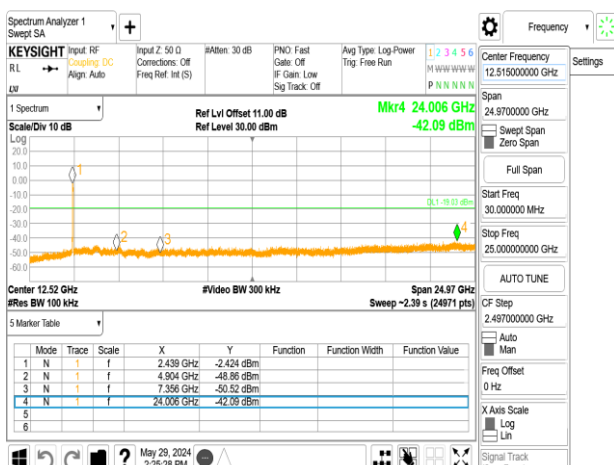 Spectrum Analyzer 1
Swept SA
+
Frequency
KEYSIGHT
RL
LXI
Input: RF
Coupling: DC
Align: Auto
Input Z: 50 Ω
Corrections: Off
Freq Ref: Int (S)
#Atten: 30 dB
PNO: Fast
Gate: Off
IF Gain: Low
Sig Track: Off
Avg Type: Log-Power
Trig: Free Run
1 2 3 4 5 6
M W W W W W
P N N N N N
Settings
Center Frequency
12.515000000 GHz
Span
24.9700000 GHz
Swept Span
Zero Span
Full Span
Start Freq
30.000000 MHz
Stop Freq
25.000000000 GHz
AUTO TUNE
CF Step
2.497000000 GHz
Auto
Man
Freq Offset
0 Hz
X Axis Scale
Log
Lin
Signal Track
1 Spectrum
Scale/Div 10 dB
Ref Lvl Offset 11.00 dB
Ref Level 30.00 dBm
Mkr4 24.006 GHz
-42.09 dBm
Log
20.0
10.0
0.00
-10.0
-20.0
-30.0
-40.0
-50.0
-60.0
1
2
3
4
DL1 -19.03 dBm
Center 12.52 GHz
#Res BW 100 kHz
#Video BW 300 kHz
Span 24.97 GHz
Sweep ~2.39 s (24971 pts)
5 Marker Table
Mode Trace Scale X Y Function Function Width Function Value
1 N 1 f 2.439 GHz -2.424 dBm
2 N 1 f 4.904 GHz -48.86 dBm
3 N 1 f 7.356 GHz -50.52 dBm
4 N 1 f 24.006 GHz -42.09 dBm
5
6
?
May 29, 2024
2:25:28 PM